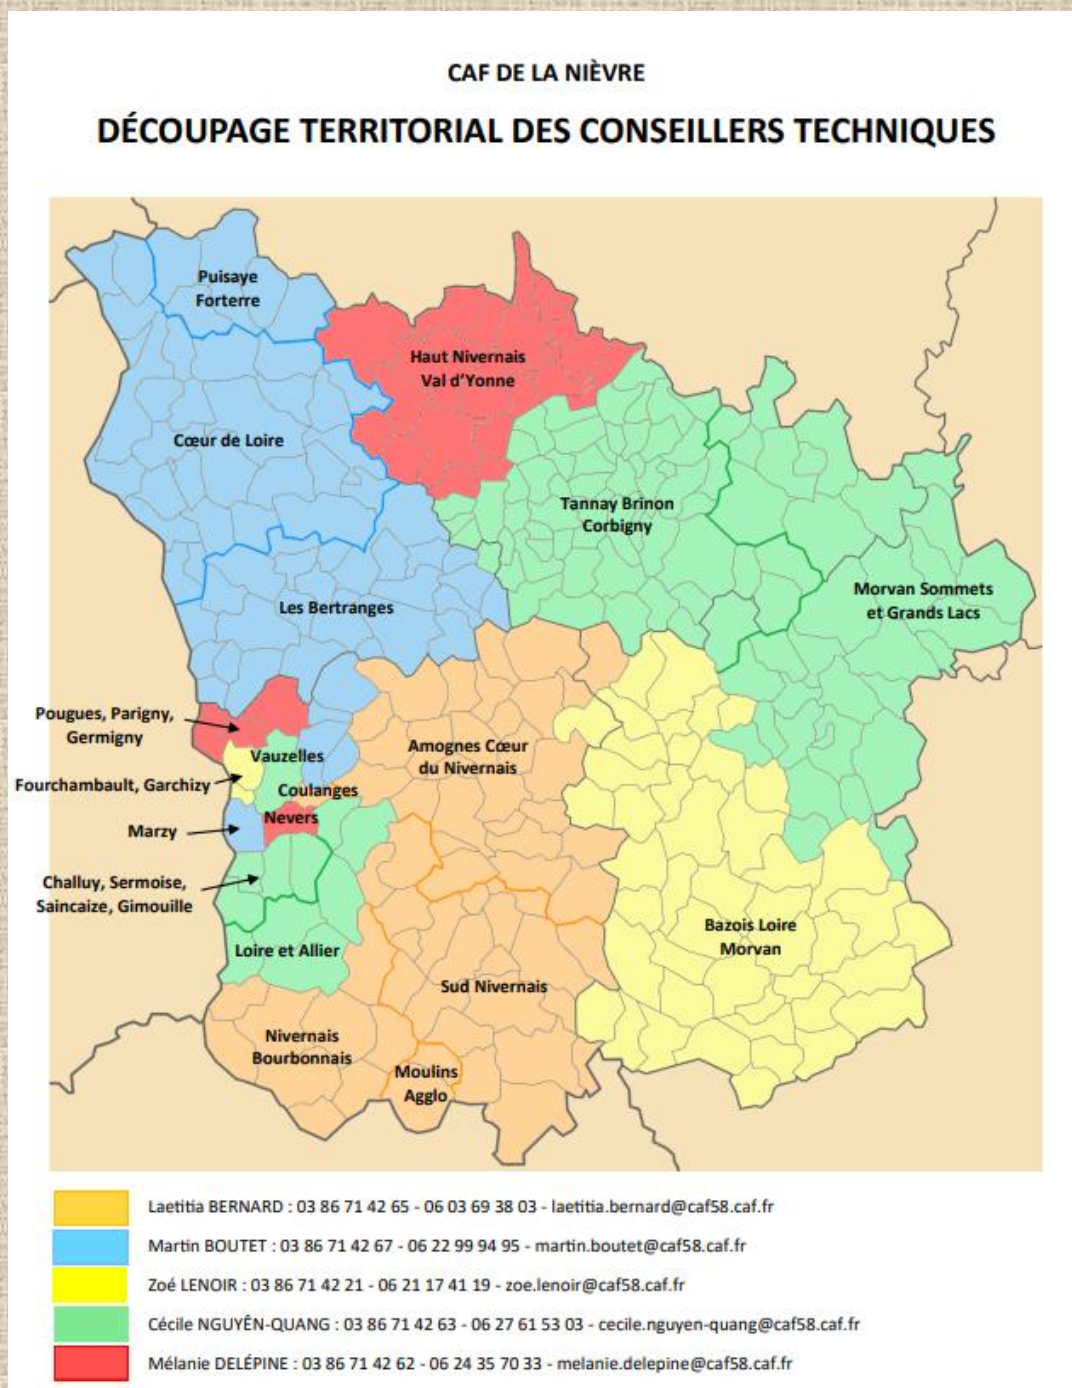 CAF DE LA NIÈVRE
DÉCOUPAGE TERRITORIAL DES CONSEILLERS TECHNIQUES
Puisaye
Forterre
Haut Nivernais
Val d'Yonne
Cœur de Loire
Tannay Brinon
Corbigny
Morvan Sommets
et Grands Lacs
Les Bertranges
Pougues, Parigny,
Germigny
Vauzelles
Amognes Cœur
du Nivernais
Fourchambault, Garchizy
Coulanges
Nevers
Marzy
Challuy, Sermoise,
Saincaize, Gimouille
Loire et Allier
Bazois Loire
Morvan
Sud Nivernais
Nivernais
Bourbonnais
Moulins
Agglo
Laetitia BERNARD : 03 86 71 42 65 - 06 03 69 38 03 - laetitia.bernard@caf58.caf.fr
Martin BOUTET : 03 86 71 42 67 - 06 22 99 94 95 - martin.boutet@caf58.caf.fr
Zoé LENOIR : 03 86 71 42 21 - 06 21 17 41 19 - zoe.lenoir@caf58.caf.fr
Cécile NGUYÊN-QUANG : 03 86 71 42 63 - 06 27 61 53 03 - cecile.nguyen-quang@caf58.caf.fr
Mélanie DELÉPINE : 03 86 71 42 62 - 06 24 35 70 33 - melanie.delepine@caf58.caf.fr